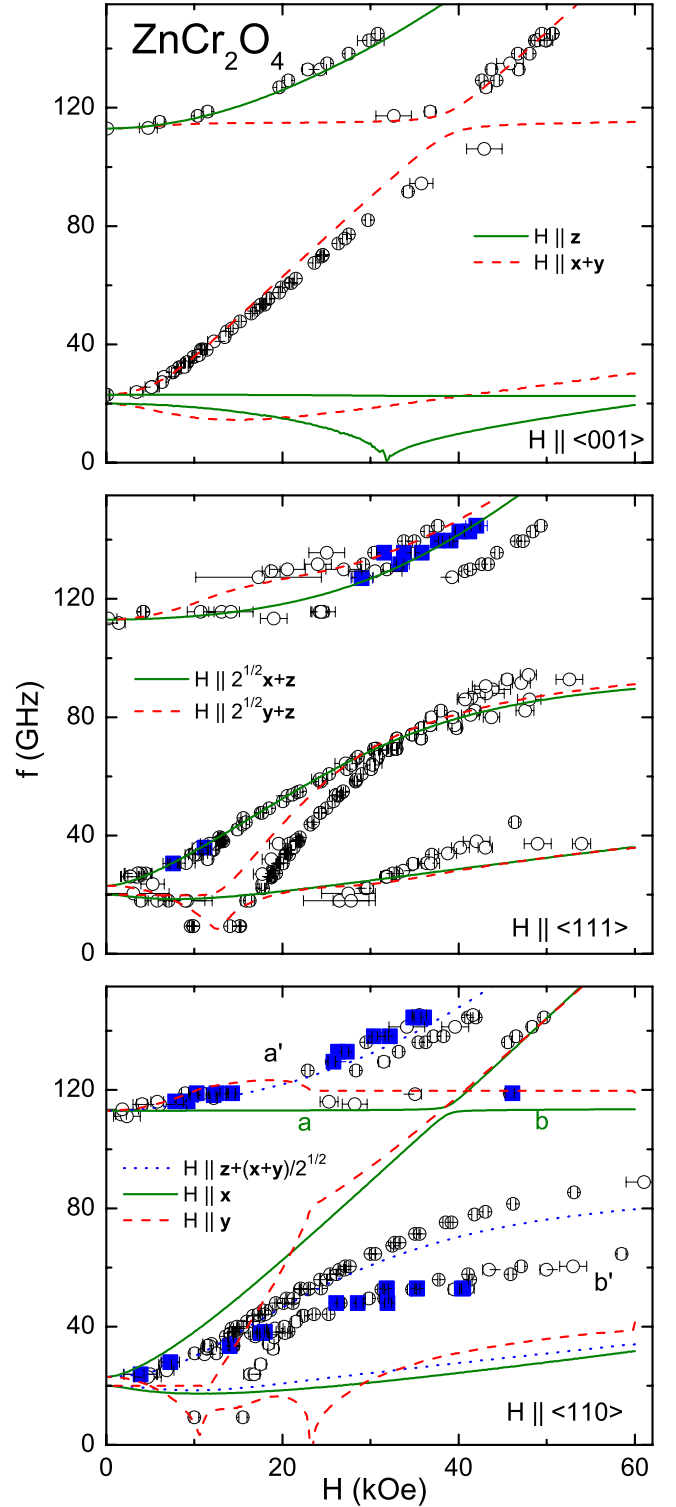 ZnCr₂O₄
120
80
40
0
H || z
H || x+y
H || <001>
120
80
40
0
H || 2^1/2x+z
H || 2^1/2y+z
H || <111>
f (GHz)
120
80
40
0
a'
a
b
H || z+(x+y)/2^1/2
H || x
H || y
b'
H || <110>
0 20 40 60
H (kOe)